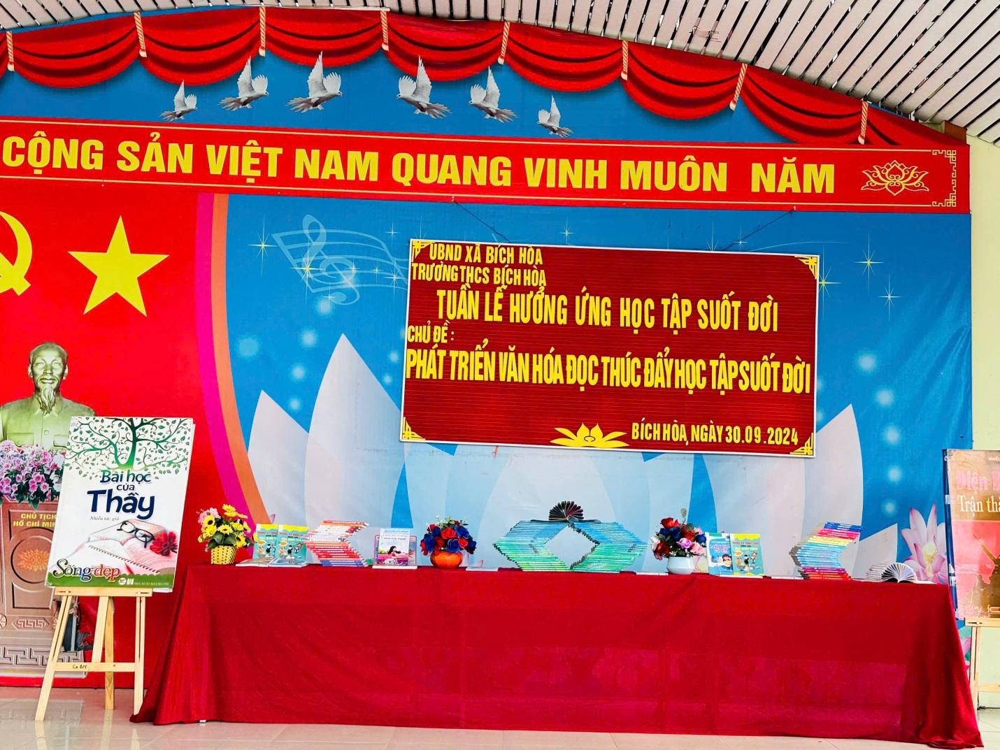 CỘNG SẢN VIỆT NAM QUANG VINH MUÔN NĂM
UBND XÃ BÍCH HÒA
TRƯỜNG THCS BÍCH HÒA
TUẦN LỄ HƯỞNG ỨNG HỌC TẬP SUỐT ĐỜI
CHỦ ĐỀ :
PHÁT TRIỂN VĂN HÓA ĐỌC THÚC ĐẨY HỌC TẬP SUỐT ĐỜI
BÍCH HÒA, NGÀY 30.09.2024
CHỦ TỊCH
HỒ CHÍ MIN
Bài học
của
Thầy
Nhiều tác giả
Sống đẹp
Điện B
Trận th